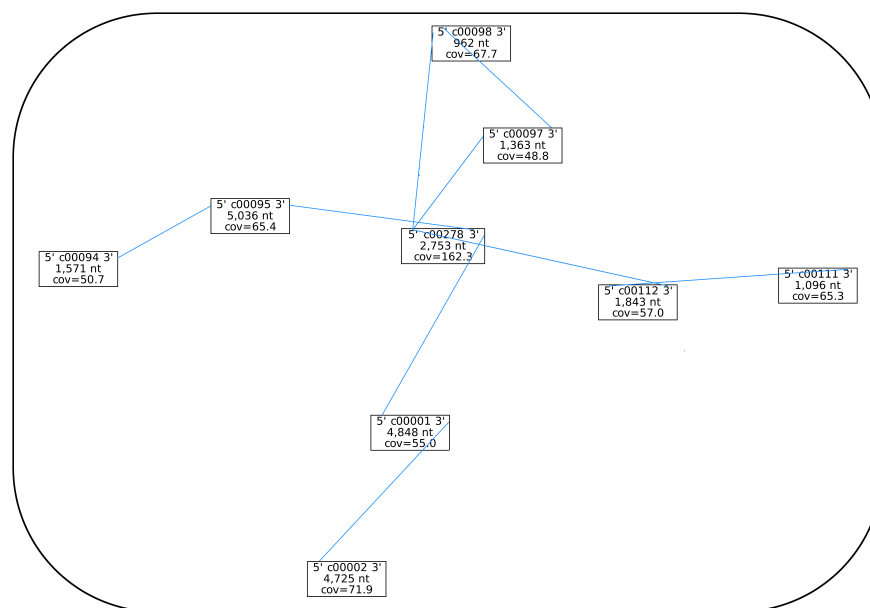 5' c00098 3'
962 nt
cov=67.7
5' c00097 3'
1,363 nt
cov=48.8
5' c00095 3'
5,036 nt
cov=65.4
5' c00278 3'
2,753 nt
cov=162.3
5' c00094 3'
1,571 nt
cov=50.7
5' c00111 3'
1,096 nt
cov=65.3
5' c00112 3'
1,843 nt
cov=57.0
5' c00001 3'
4,848 nt
cov=55.0
5' c00002 3'
4,725 nt
cov=71.9